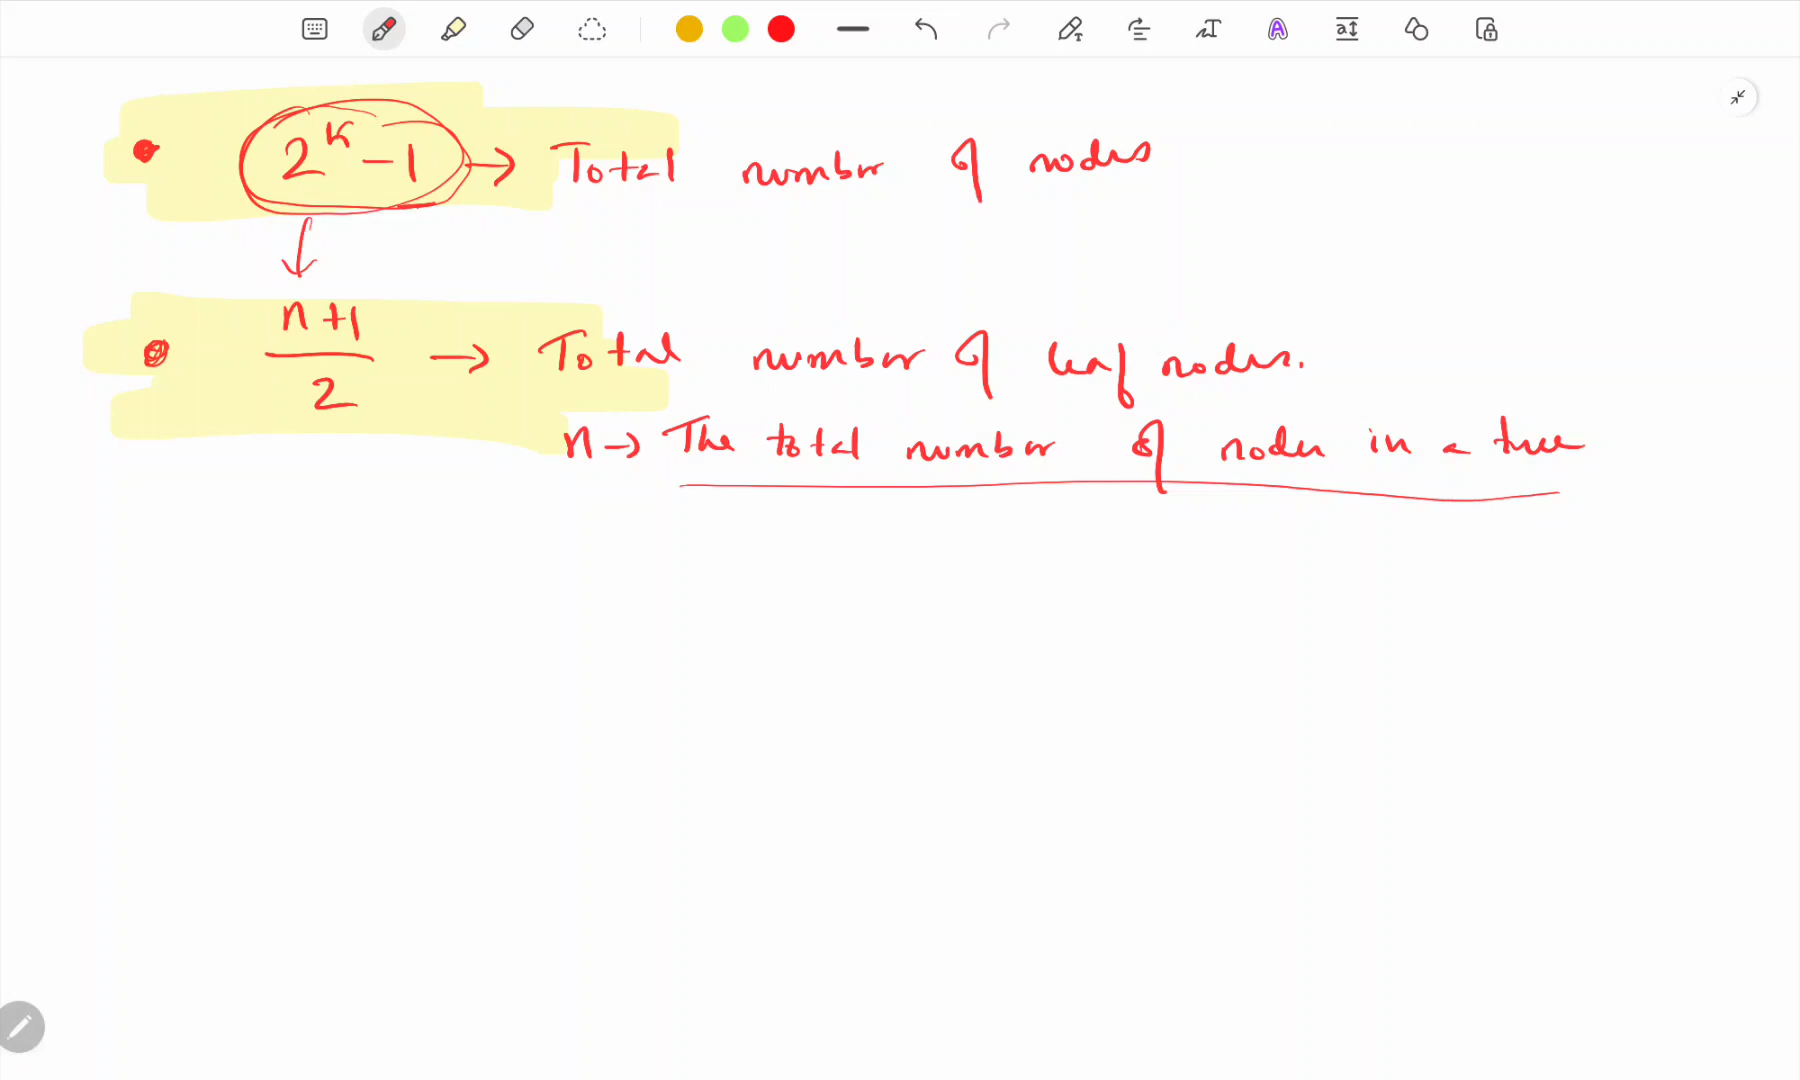 • 2^k - 1 → Total number of nodes
↓
• (n+1)/2 → Total number of leaf nodes.
n → The total number of nodes in a tree